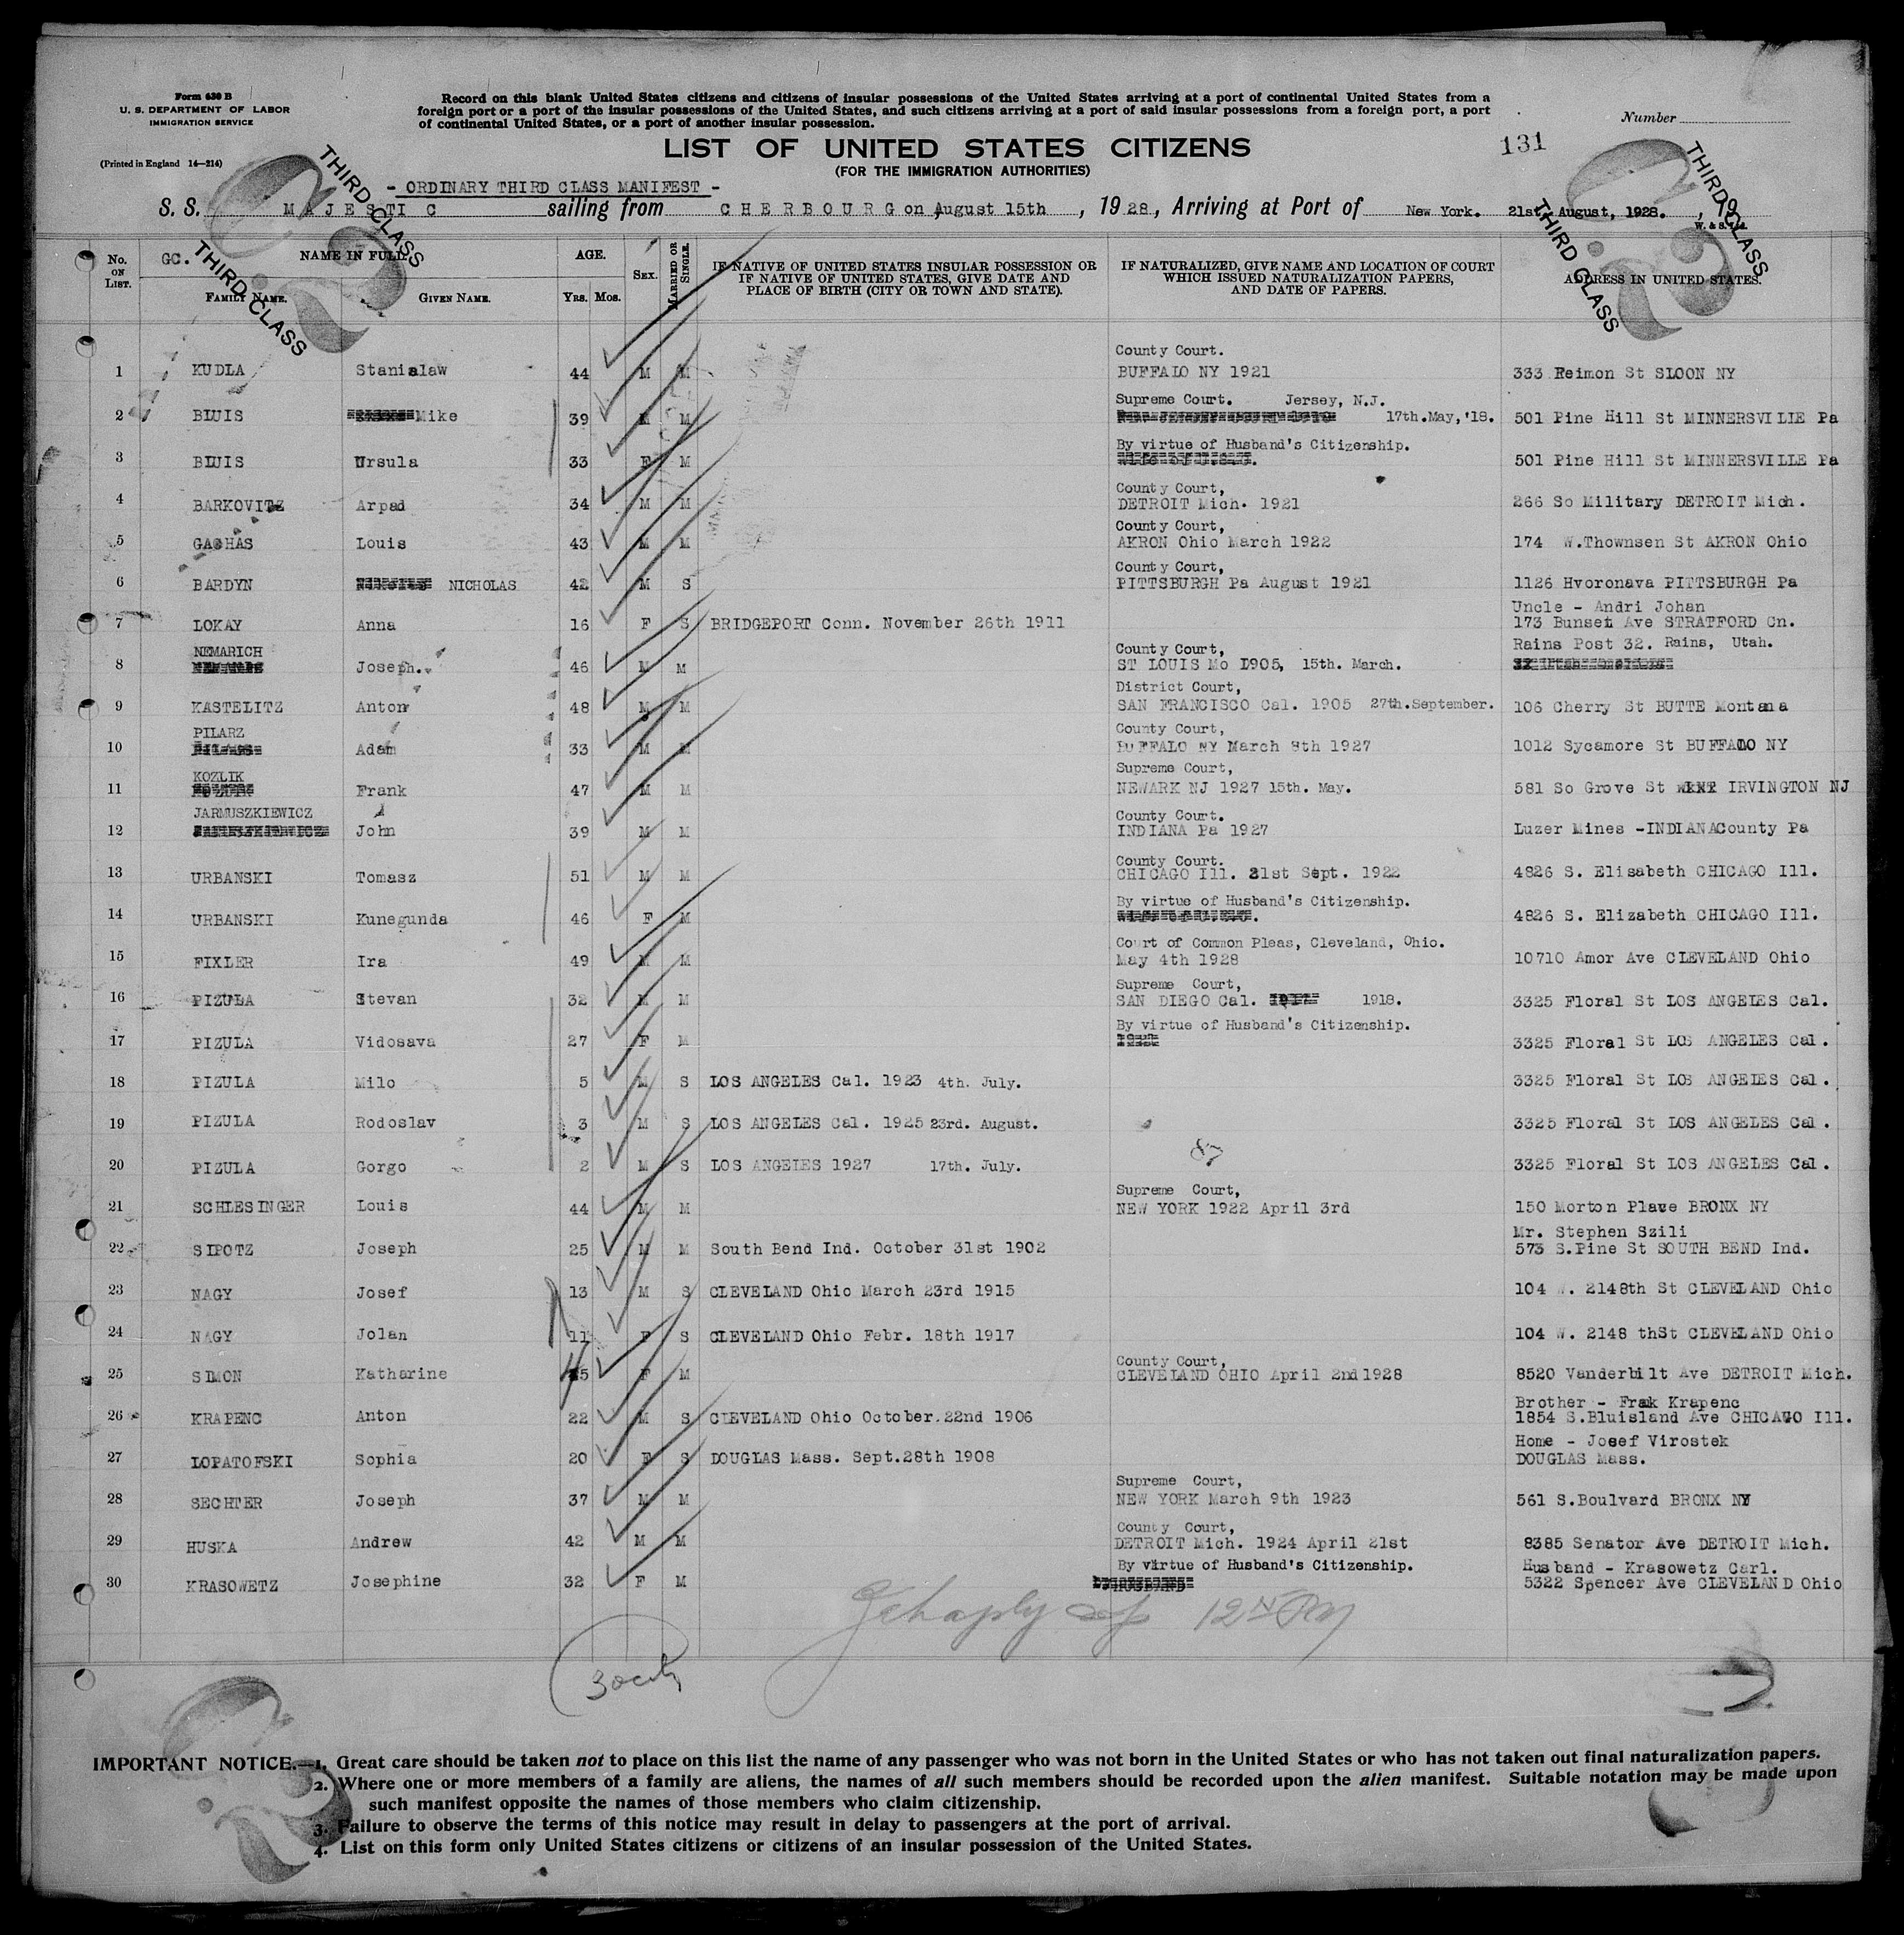 Form 630 B
U. S. DEPARTMENT OF LABOR
IMMIGRATION SERVICE
(Printed in England 14—214)
Record on this blank United States citizens and citizens of insular possessions of the United States arriving at a port of continental United States from a
foreign port or a port of the insular possessions of the United States, and such citizens arriving at a port of said insular possessions from a foreign port, a port
of continental United States, or a port of another insular possession.
Number
LIST OF UNITED STATES CITIZENS
131
(FOR THE IMMIGRATION AUTHORITIES)
- ORDINARY THIRD CLASS MANIFEST -
S. S. MAJESTIC sailing from CHERBOURG on August 15th, 1928, Arriving at Port of New York. 21st August, 1928. , 19
W. & S. Ltd.
THIRD CLASS
THIRD CLASS
THIRD CLASS
THIRD CLASS
No. ON LIST. GC. NAME IN FULL. AGE. SEX. MARRIED OR SINGLE. IF NATIVE OF UNITED STATES INSULAR POSSESSION OR IF NATIVE OF UNITED STATES, GIVE DATE AND PLACE OF BIRTH (CITY OR TOWN AND STATE). IF NATURALIZED, GIVE NAME AND LOCATION OF COURT WHICH ISSUED NATURALIZATION PAPERS, AND DATE OF PAPERS. ADDRESS IN UNITED STATES.
FAMILY NAME. GIVEN NAME. YRS. MOS.
County Court.
1 KUDLA Stanialaw 44 M M BUFFALO NY 1921 333 Reimon St SLOON NY
Supreme Court. Jersey, N.J.
2 BLUIS Mike 39 M M 17th.May,'18. 501 Pine Hill St MINNERSVILLE Pa
By virtue of Husband's Citizenship.
3 BLUIS Ursula 33 F M 501 Pine Hill St MINNERSVILLE Pa
County Court,
4 BARKOVITZ Arpad 34 M M DETROIT Mich. 1921 266 So Military DETROIT Mich.
County Court,
5 GACHAS Louis 43 M M AKRON Ohio March 1922 174 W.Thownsen St AKRON Ohio
County Court,
6 BARDYN NICHOLAS 42 M S PITTSBURGH Pa August 1921 1126 Hvoronava PITTSBURGH Pa
Uncle - Andri Johan
7 LOKAY Anna 16 F S BRIDGEPORT Conn. November 26th 1911 173 Bunset Ave STRATFORD Cn.
NEMARICH County Court, Rains Post 32. Rains, Utah.
8 Joseph. 46 M M ST LOUIS Mo 1905, 15th. March.
District Court,
9 KASTELITZ Anton 48 M M SAN FRANCISCO Cal. 1905 27th.September. 106 Cherry St BUTTE Montana
PILARZ County Court,
10 Adam 33 M M BUFFALO NY March 8th 1927 1012 Sycamore St BUFFALO NY
KOZLIK Supreme Court,
11 Frank 47 M M NEWARK NJ 1927 15th. May. 581 So Grove St IRVINGTON NJ
JARMUSZKIEWICZ County Court.
12 John 39 M M INDIANA Pa 1927 Luzer Mines -INDIANACounty Pa
County Court.
13 URBANSKI Tomasz 51 M M CHICAGO Ill. 21st Sept. 1922 4826 S. Elisabeth CHICAGO Ill.
By virtue of Husband's Citizenship.
14 URBANSKI Kunegunda 46 F M 4826 S. Elizabeth CHICAGO Ill.
Court of Common Pleas, Cleveland, Ohio.
15 FIXLER Ira 49 M M May 4th 1928 10710 Amor Ave CLEVELAND Ohio
Supreme Court,
16 PIZULA Stevan 32 M M SAN DIEGO Cal. 1918. 3325 Floral St LOS ANGELES Cal.
By virtue of Husband's Citizenship.
17 PIZULA Vidosava 27 F M 3325 Floral St LOS ANGELES Cal.
18 PIZULA Milo 5 M S LOS ANGELES Cal. 1923 4th. July. 3325 Floral St LOS ANGELES Cal.
19 PIZULA Rodoslav 3 M S LOS ANGELES Cal. 1925 23rd. August. 3325 Floral St LOS ANGELES Cal.
20 PIZULA Gorgo 2 M S LOS ANGELES 1927 17th. July. 3325 Floral St LOS ANGELES Cal.
Supreme Court,
21 SCHLESINGER Louis 44 M M NEW YORK 1922 April 3rd 150 Morton Plave BRONX NY
Mr. Stephen Szili
22 SIPOTZ Joseph 25 M M South Bend Ind. October 31st 1902 573 S.Pine St SOUTH BEND Ind.
23 NAGY Josef 13 M S CLEVELAND Ohio March 23rd 1915 104 W. 2148th St CLEVELAND Ohio
24 NAGY Jolan 11 F S CLEVELAND Ohio Febr. 18th 1917 104 W. 2148 thSt CLEVELAND Ohio
County Court,
25 SIMON Katharine 45 F M CLEVELAND OHIO April 2nd 1928 8520 Vanderbilt Ave DETROIT Mich.
Brother - Frak Krapenc
26 KRAPENC Anton 22 M S CLEVELAND Ohio October.22nd 1906 1854 S.Bluisland Ave CHICAGO Ill.
Home - Josef Virostek
27 LOPATOFSKI Sophia 20 F S DOUGLAS Mass. Sept.28th 1908 DOUGLAS Mass.
Supreme Court,
28 SECHTER Joseph 37 M M NEW YORK March 9th 1923 561 S.Boulvard BRONX NY
County Court,
29 HUSKA Andrew 42 M M DETROIT Mich. 1924 April 21st 8385 Senator Ave DETROIT Mich.
By virtue of Husband's Citizenship. Husband - Krasowetz Carl.
30 KRASOWETZ Josephine 32 F M 5322 Spencer Ave CLEVELAND Ohio
IMPORTANT NOTICE.—1. Great care should be taken not to place on this list the name of any passenger who was not born in the United States or who has not taken out final naturalization papers.
2. Where one or more members of a family are aliens, the names of all such members should be recorded upon the alien manifest. Suitable notation may be made upon
such manifest opposite the names of those members who claim citizenship.
3. Failure to observe the terms of this notice may result in delay to passengers at the port of arrival.
4. List on this form only United States citizens or citizens of an insular possession of the United States.